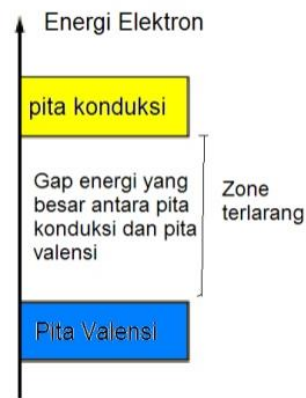 Energi Elektron
pita konduksi
Gap energi yang
besar antara pita
konduksi dan pita
valensi
Zone
terlarang
Pita Valensi